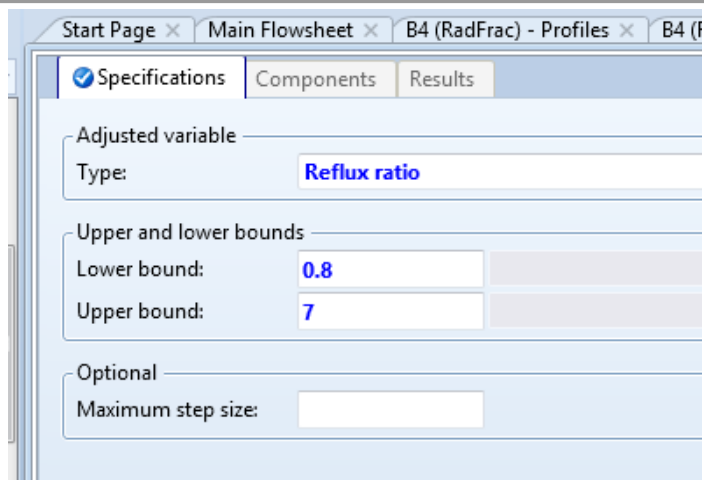 Start Page × Main Flowsheet × B4 (RadFrac) - Profiles × B4 (
Specifications Components Results
Adjusted variable
Type: Reflux ratio
Upper and lower bounds
Lower bound: 0.8
Upper bound: 7
Optional
Maximum step size: